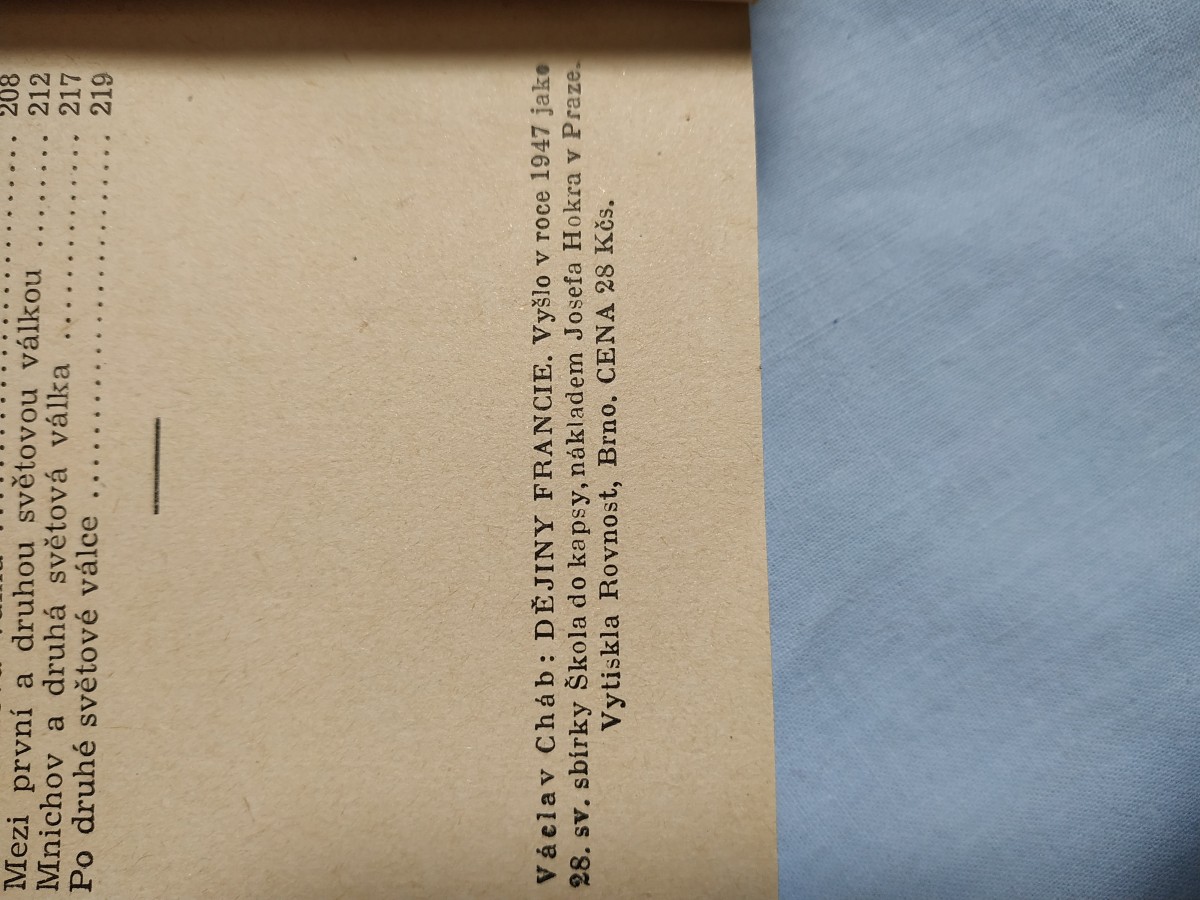 208
Mezi první a druhou světovou válkou ....... 212
Mnichov a druhá světová válka ............. 217
Po druhé světové válce ........................ 219
Václav Cháb: DĚJINY FRANCIE. Vyšlo v roce 1947 jako
28. sv. sbírky Škola do kapsy, nákladem Josefa Hokra v Praze.
Vytiskla Rovnost, Brno. CENA 28 Kčs.